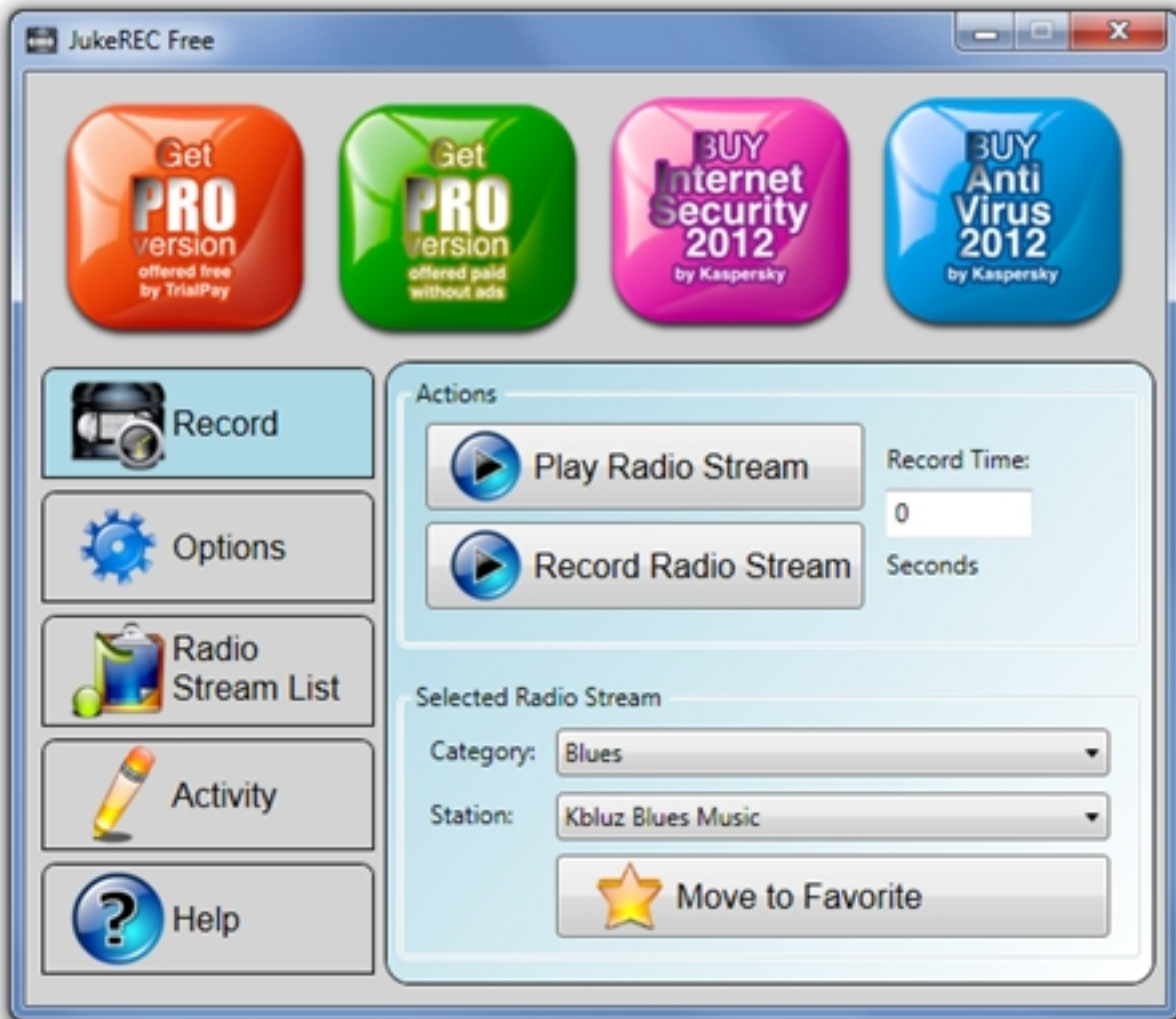 JukeREC Free
Get
PRO
version
offered free
by TrialPay
Get
PRO
version
offered paid
without ads
BUY
Internet
Security
2012
by Kaspersky
BUY
Anti
Virus
2012
by Kaspersky
Record
Options
Radio
Stream List
Activity
Help
Actions
Play Radio Stream
Record Radio Stream
Record Time:
0
Seconds
Selected Radio Stream
Category:
Blues
Station:
Kbluz Blues Music
Move to Favorite